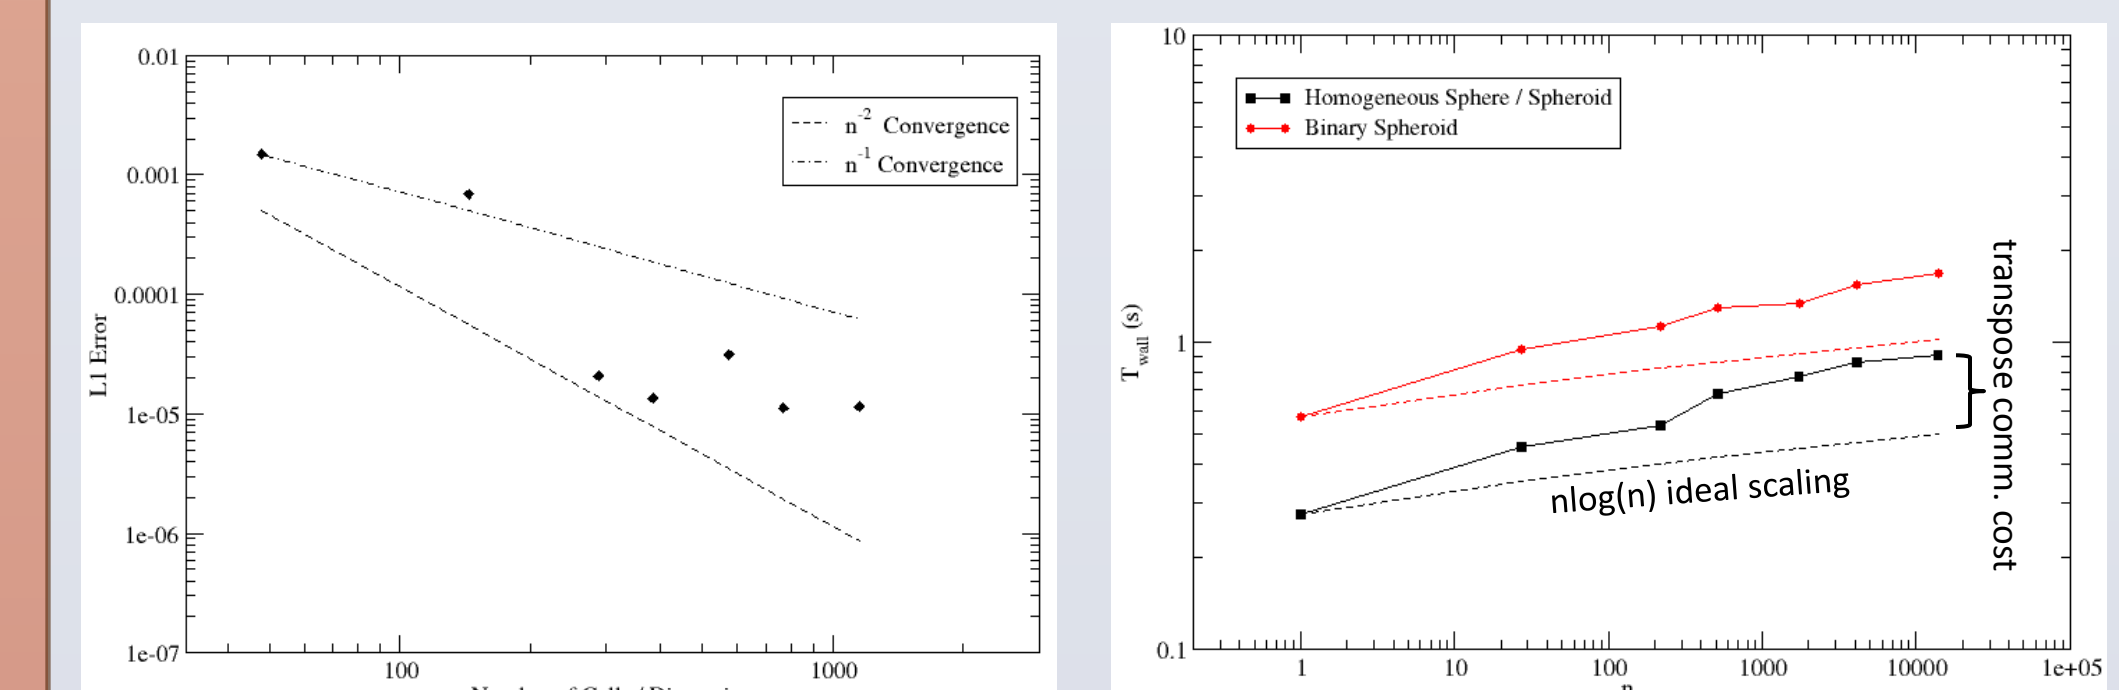 0.01
0.001
0.0001
1e-05
1e-06
1e-07
L1 Error
n^-2 Convergence
n^-1 Convergence
100
1000
10
1
0.1
T_wall (s)
Homogeneous Sphere / Spheroid
Binary Spheroid
nlog(n) ideal scaling
transpose comm. cost
1
10
100
1000
10000
1e+05